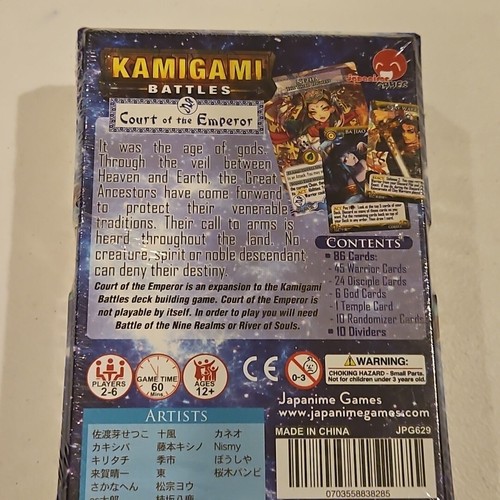 KAMIGAMI
BATTLES
Court of the Emperor
It was the age of gods.
Through the veil between
Heaven and Earth, the Great
Ancestors have come forward
to protect their venerable
traditions. Their call to arms is
heard throughout the land. No
creature, spirit or noble descendant
can deny their destiny.
Court of the Emperor is an expansion to the Kamigami
Battles deck building game. Court of the Emperor is
not playable by itself. In order to play you will need
Battle of the Nine Realms or River of Souls.
Japanime
GAMES
BA JIAO
CONTENTS
86 Cards:
- 45 Warrior Cards
- 24 Disciple Cards
- 6 God Cards
- 1 Temple Card
- 10 Randomizer Cards
10 Dividers
PLAYERS
2-6
GAME TIME
60
Mins
AGES
12+
CE
0-3
WARNING:
CHOKING HAZARD - Small Parts.
Not for children under 3 years old.
Japanime Games
www.japanimegames.com
MADE IN CHINA JPG629
0703558838285
ARTISTS
佐渡芽せつこ 十風 カネオ
カキシバ 藤本キシノ Nismy
キリタチ 季市 ぼうしや
来賀晴一 東 桜木バンビ
さかなへん 松宗ヨウ